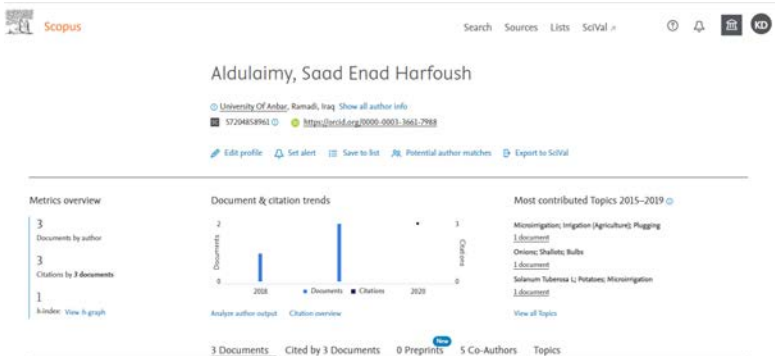 Scopus
Search Sources Lists SciVal
KD
Aldulaimy, Saad Enad Harfoush
University Of Anbar, Ramadi, Iraq Show all author info
57204858961 https://orcid.org/0000-0003-3661-7988
Edit profile Set alert Save to list Potential author matches Export to SciVal
Metrics overview
3
Documents by author
3
Citations by 3 documents
1
h-index: View h-graph
Document & citation trends
2
Documents
0
3
Citations
0
2018
Documents Citations
2020
Analyze author output Citation overview
Most contributed Topics 2015–2019
Microirrigation; Irrigation (Agriculture); Plugging
1 document
Onions; Shallots; Bulbs
1 document
Solanum Tuberosa L; Potatoes; Microirrigation
1 document
View all Topics
New
3 Documents Cited by 3 Documents 0 Preprints 5 Co-Authors Topics